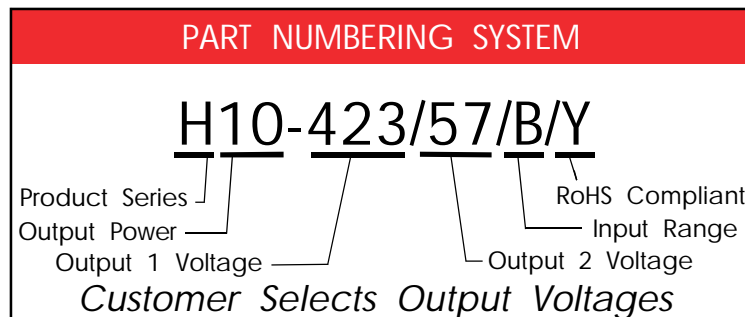 PART NUMBERING SYSTEM
H10-423/57/B/Y
Product Series
RoHS Compliant
Output Power
Input Range
Output 1 Voltage
Output 2 Voltage
Customer Selects Output Voltages